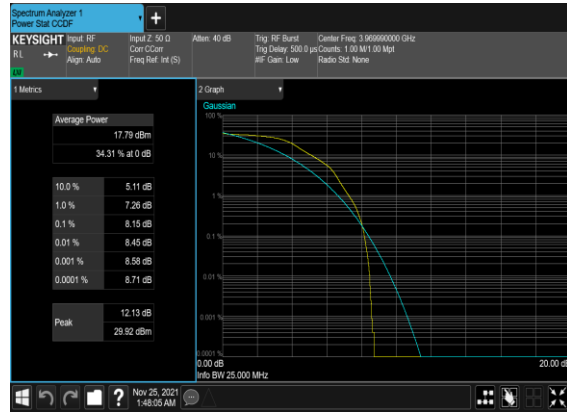 Spectrum Analyzer 1
Power Stat CCDF
KEYSIGHT
RL
Input: RF
Coupling: DC
Align: Auto
Input Z: 50 Ω
Corr CCorr
Freq Ref: Int (S)
Atten: 40 dB
Trig: RF Burst
Trig Delay: 500.0 µs
#IF Gain: Low
Center Freq: 3.969990000 GHz
Counts: 1.00 M/1.00 Mpt
Radio Std: None
1 Metrics
Average Power
17.79 dBm
34.31 % at 0 dB
10.0 % 5.11 dB
1.0 % 7.26 dB
0.1 % 8.15 dB
0.01 % 8.45 dB
0.001 % 8.58 dB
0.0001 % 8.71 dB
Peak
12.13 dB
29.92 dBm
2 Graph
Gaussian
100 %
10 %
1 %
0.1 %
0.01 %
0.001 %
0.0001 %
0.00 dB
20.00 dB
Info BW 25.000 MHz
Nov 25, 2021
1:48:05 AM